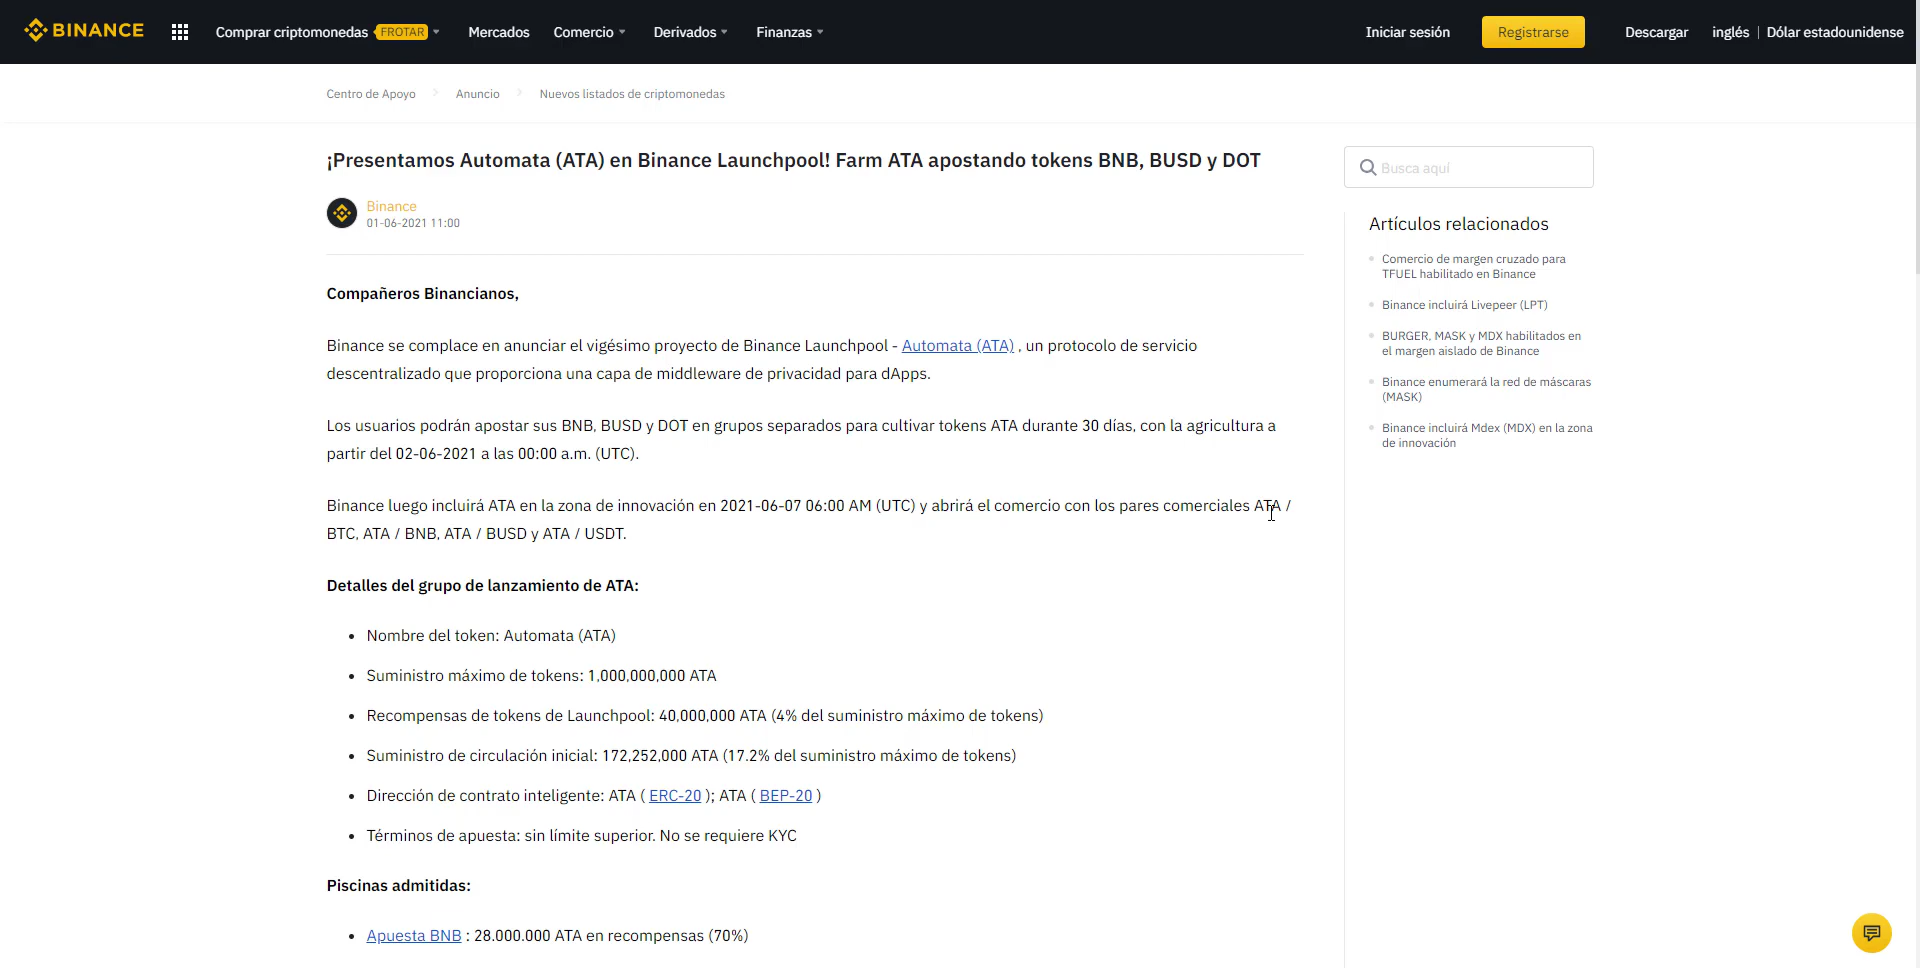 BINANCE Comprar criptomonedas FROTAR Mercados Comercio Derivados Finanzas Iniciar sesión Registrarse Descargar inglés | Dólar estadounidense
Centro de Apoyo Anuncio Nuevos listados de criptomonedas
¡Presentamos Automata (ATA) en Binance Launchpool! Farm ATA apostando tokens BNB, BUSD y DOT
Binance
01-06-2021 11:00
Compañeros Binancianos,
Binance se complace en anunciar el vigésimo proyecto de Binance Launchpool - Automata (ATA) , un protocolo de servicio
descentralizado que proporciona una capa de middleware de privacidad para dApps.
Los usuarios podrán apostar sus BNB, BUSD y DOT en grupos separados para cultivar tokens ATA durante 30 días, con la agricultura a
partir del 02-06-2021 a las 00:00 a.m. (UTC).
Binance luego incluirá ATA en la zona de innovación en 2021-06-07 06:00 AM (UTC) y abrirá el comercio con los pares comerciales ATA /
BTC, ATA / BNB, ATA / BUSD y ATA / USDT.
Detalles del grupo de lanzamiento de ATA:
• Nombre del token: Automata (ATA)
• Suministro máximo de tokens: 1,000,000,000 ATA
• Recompensas de tokens de Launchpool: 40,000,000 ATA (4% del suministro máximo de tokens)
• Suministro de circulación inicial: 172,252,000 ATA (17.2% del suministro máximo de tokens)
• Dirección de contrato inteligente: ATA ( ERC-20 ); ATA ( BEP-20 )
• Términos de apuesta: sin límite superior. No se requiere KYC
Piscinas admitidas:
• Apuesta BNB : 28.000.000 ATA en recompensas (70%)
Busca aquí
Artículos relacionados
Comercio de margen cruzado para
TFUEL habilitado en Binance
Binance incluirá Livepeer (LPT)
BURGER, MASK y MDX habilitados en
el margen aislado de Binance
Binance enumerará la red de máscaras
(MASK)
Binance incluirá Mdex (MDX) en la zona
de innovación